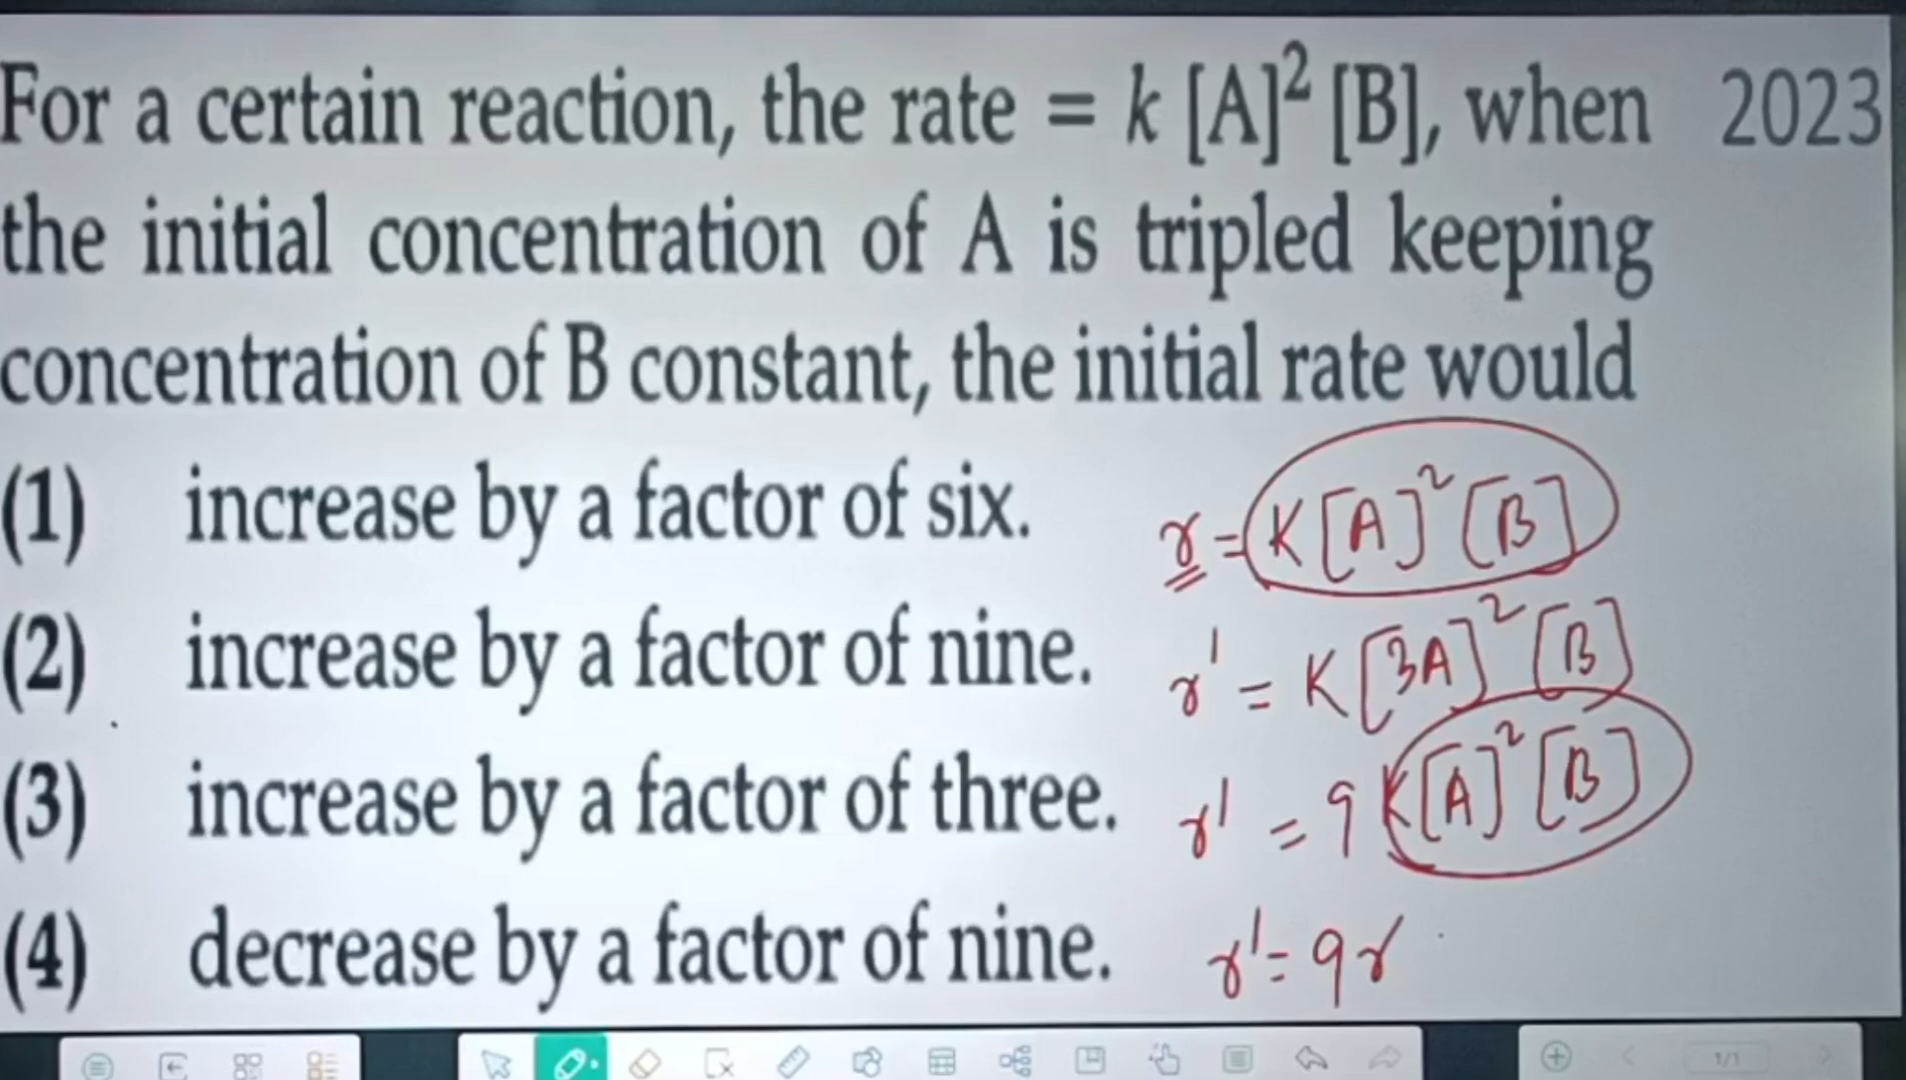 For a certain reaction, the rate = k [A]² [B], when 2023
the initial concentration of A is tripled keeping
concentration of B constant, the initial rate would
(1) increase by a factor of six.
r = K[A]² [B]
(2) increase by a factor of nine.
r' = K[3A]² [B]
(3) increase by a factor of three.
r' = 9 K[A]² [B]
(4) decrease by a factor of nine.
r' = 9r
1/1